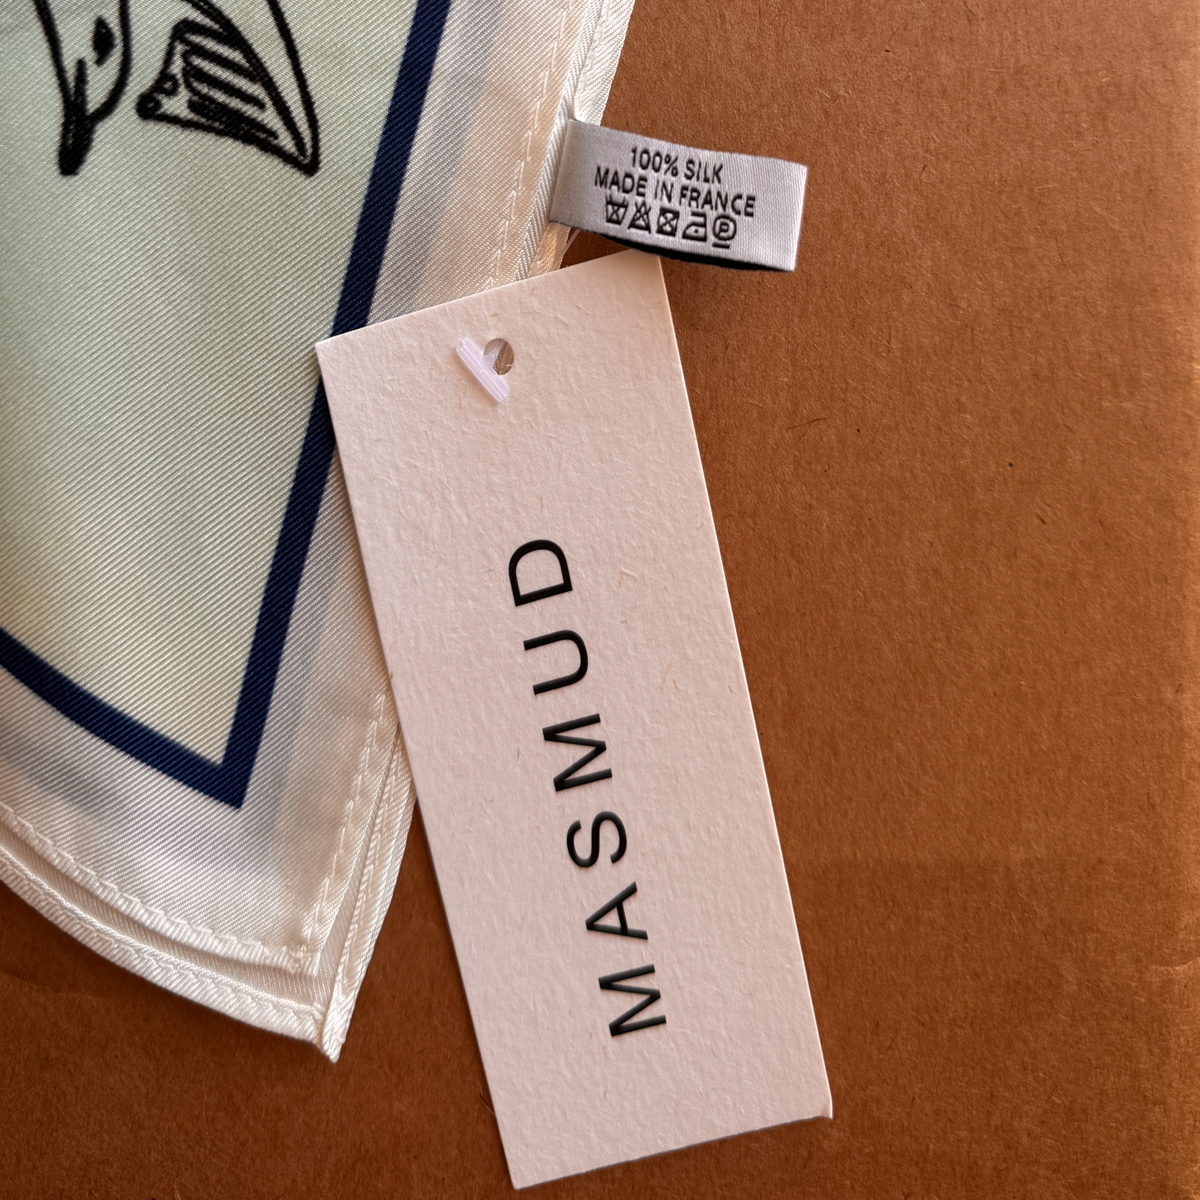 100% SILK
MADE IN FRANCE
P
MASMUD